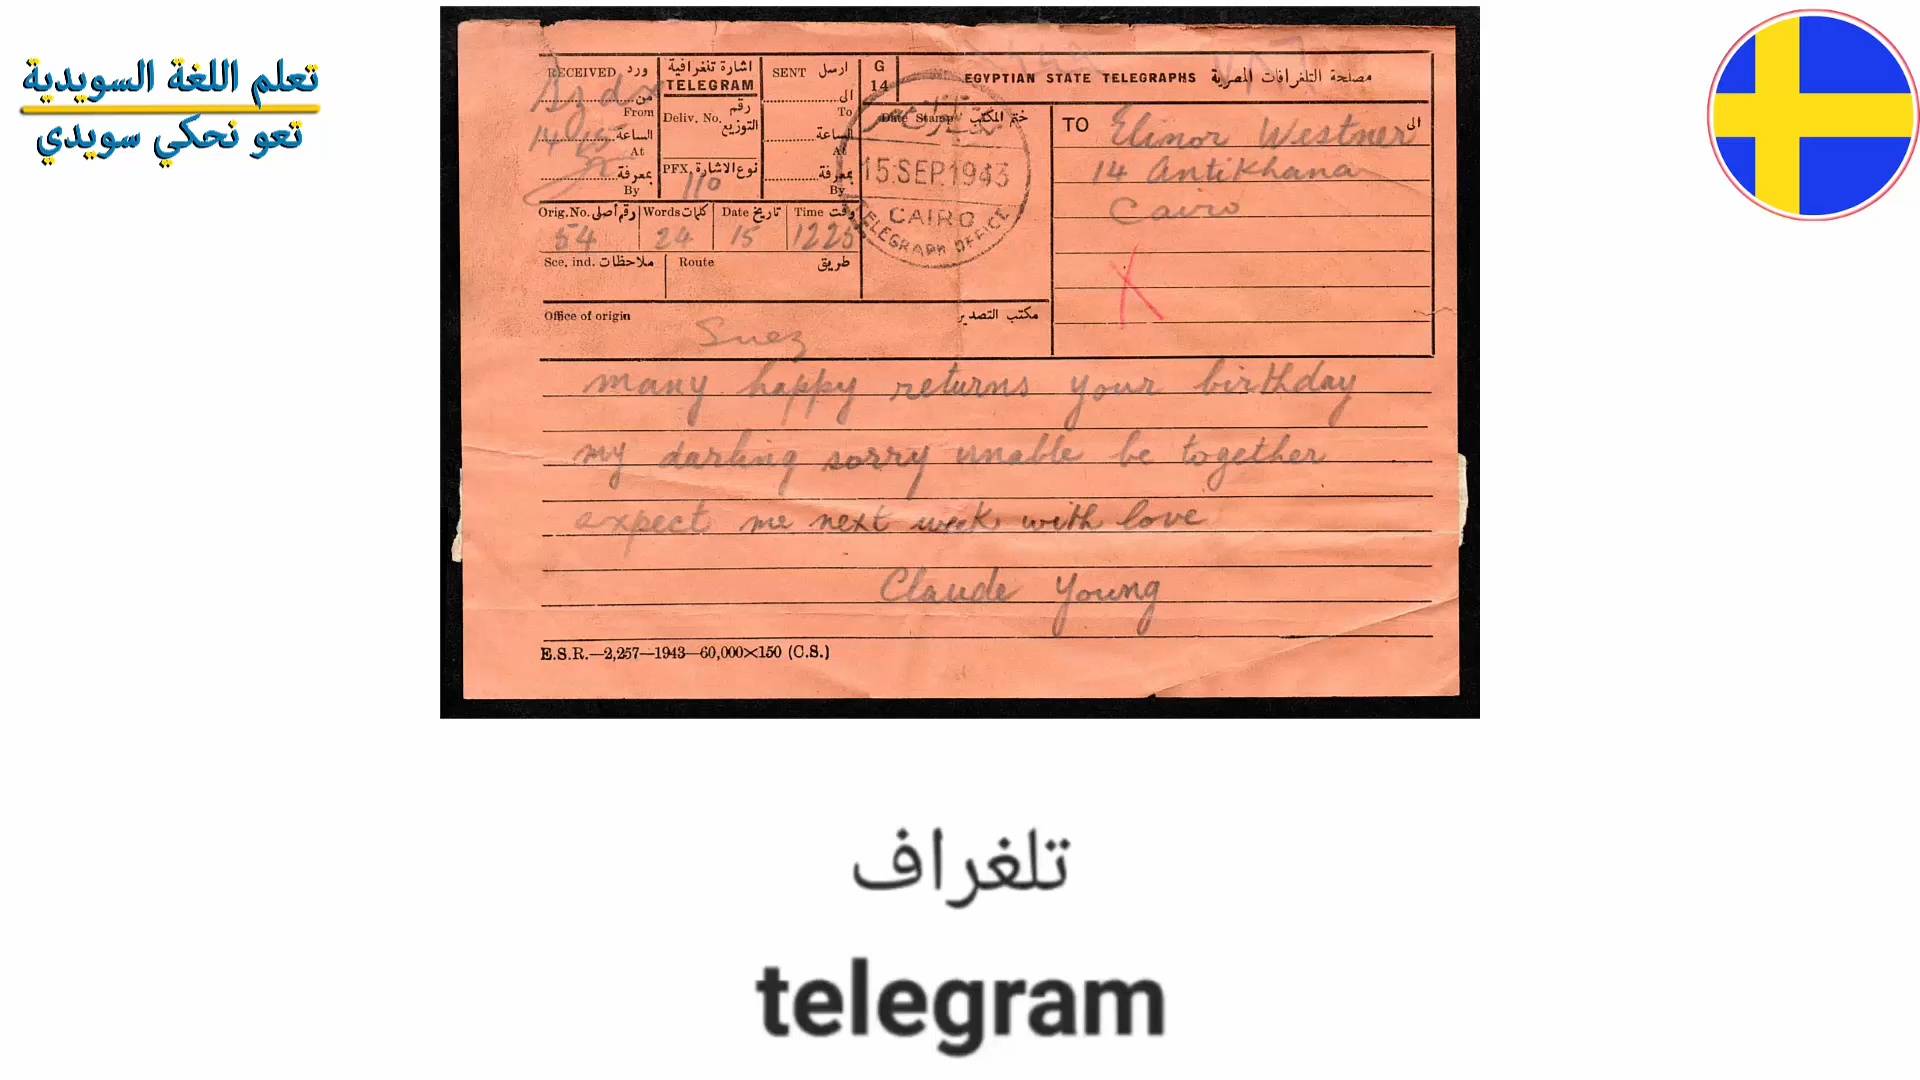 تعلم اللغة السويدية
تعو نحكي سويدي
RECEIVED ورد
من
From
14 15
الساعة
At
بمعرفة
By
اشارة تلغرافية
TELEGRAM
رقم
Deliv. No. التوزيع
PFX. نوع الاشارة
110
SENT ارسل
الى
To
الساعة
At
بمعرفة
By
G
14
EGYPTIAN STATE TELEGRAPHS مصلحة التلغرافات المصرية
Date Stamp ختم المكتب
15 SEP. 1943
CAIRO
TELEGRAPH OFFICE
TO Elinor Westner الى
14 Antikhana
Cairo
Orig. No. رقم أصلى Words كلمات Date تاريخ Time وقت
54 24 15 1225
Sce. ind. ملاحظات Route طريق
Office of origin مكتب التصدير
Suez
many happy returns your birthday
my darling sorry unable be together
expect me next week with love
Claude Young
E.S.R.—2,257—1943—60,000×150 (C.S.)
تلغراف
telegram